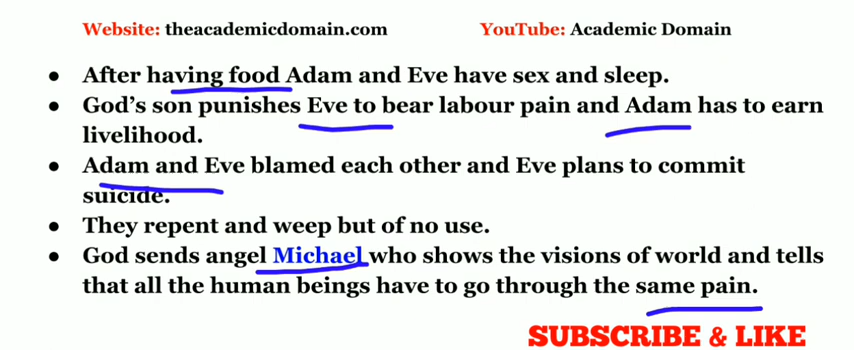 Website: theacademicdomain.com YouTube: Academic Domain
● After having food Adam and Eve have sex and sleep.
● God's son punishes Eve to bear labour pain and Adam has to earn
livelihood.
● Adam and Eve blamed each other and Eve plans to commit
suicide.
● They repent and weep but of no use.
● God sends angel Michael who shows the visions of world and tells
that all the human beings have to go through the same pain.
SUBSCRIBE & LIKE